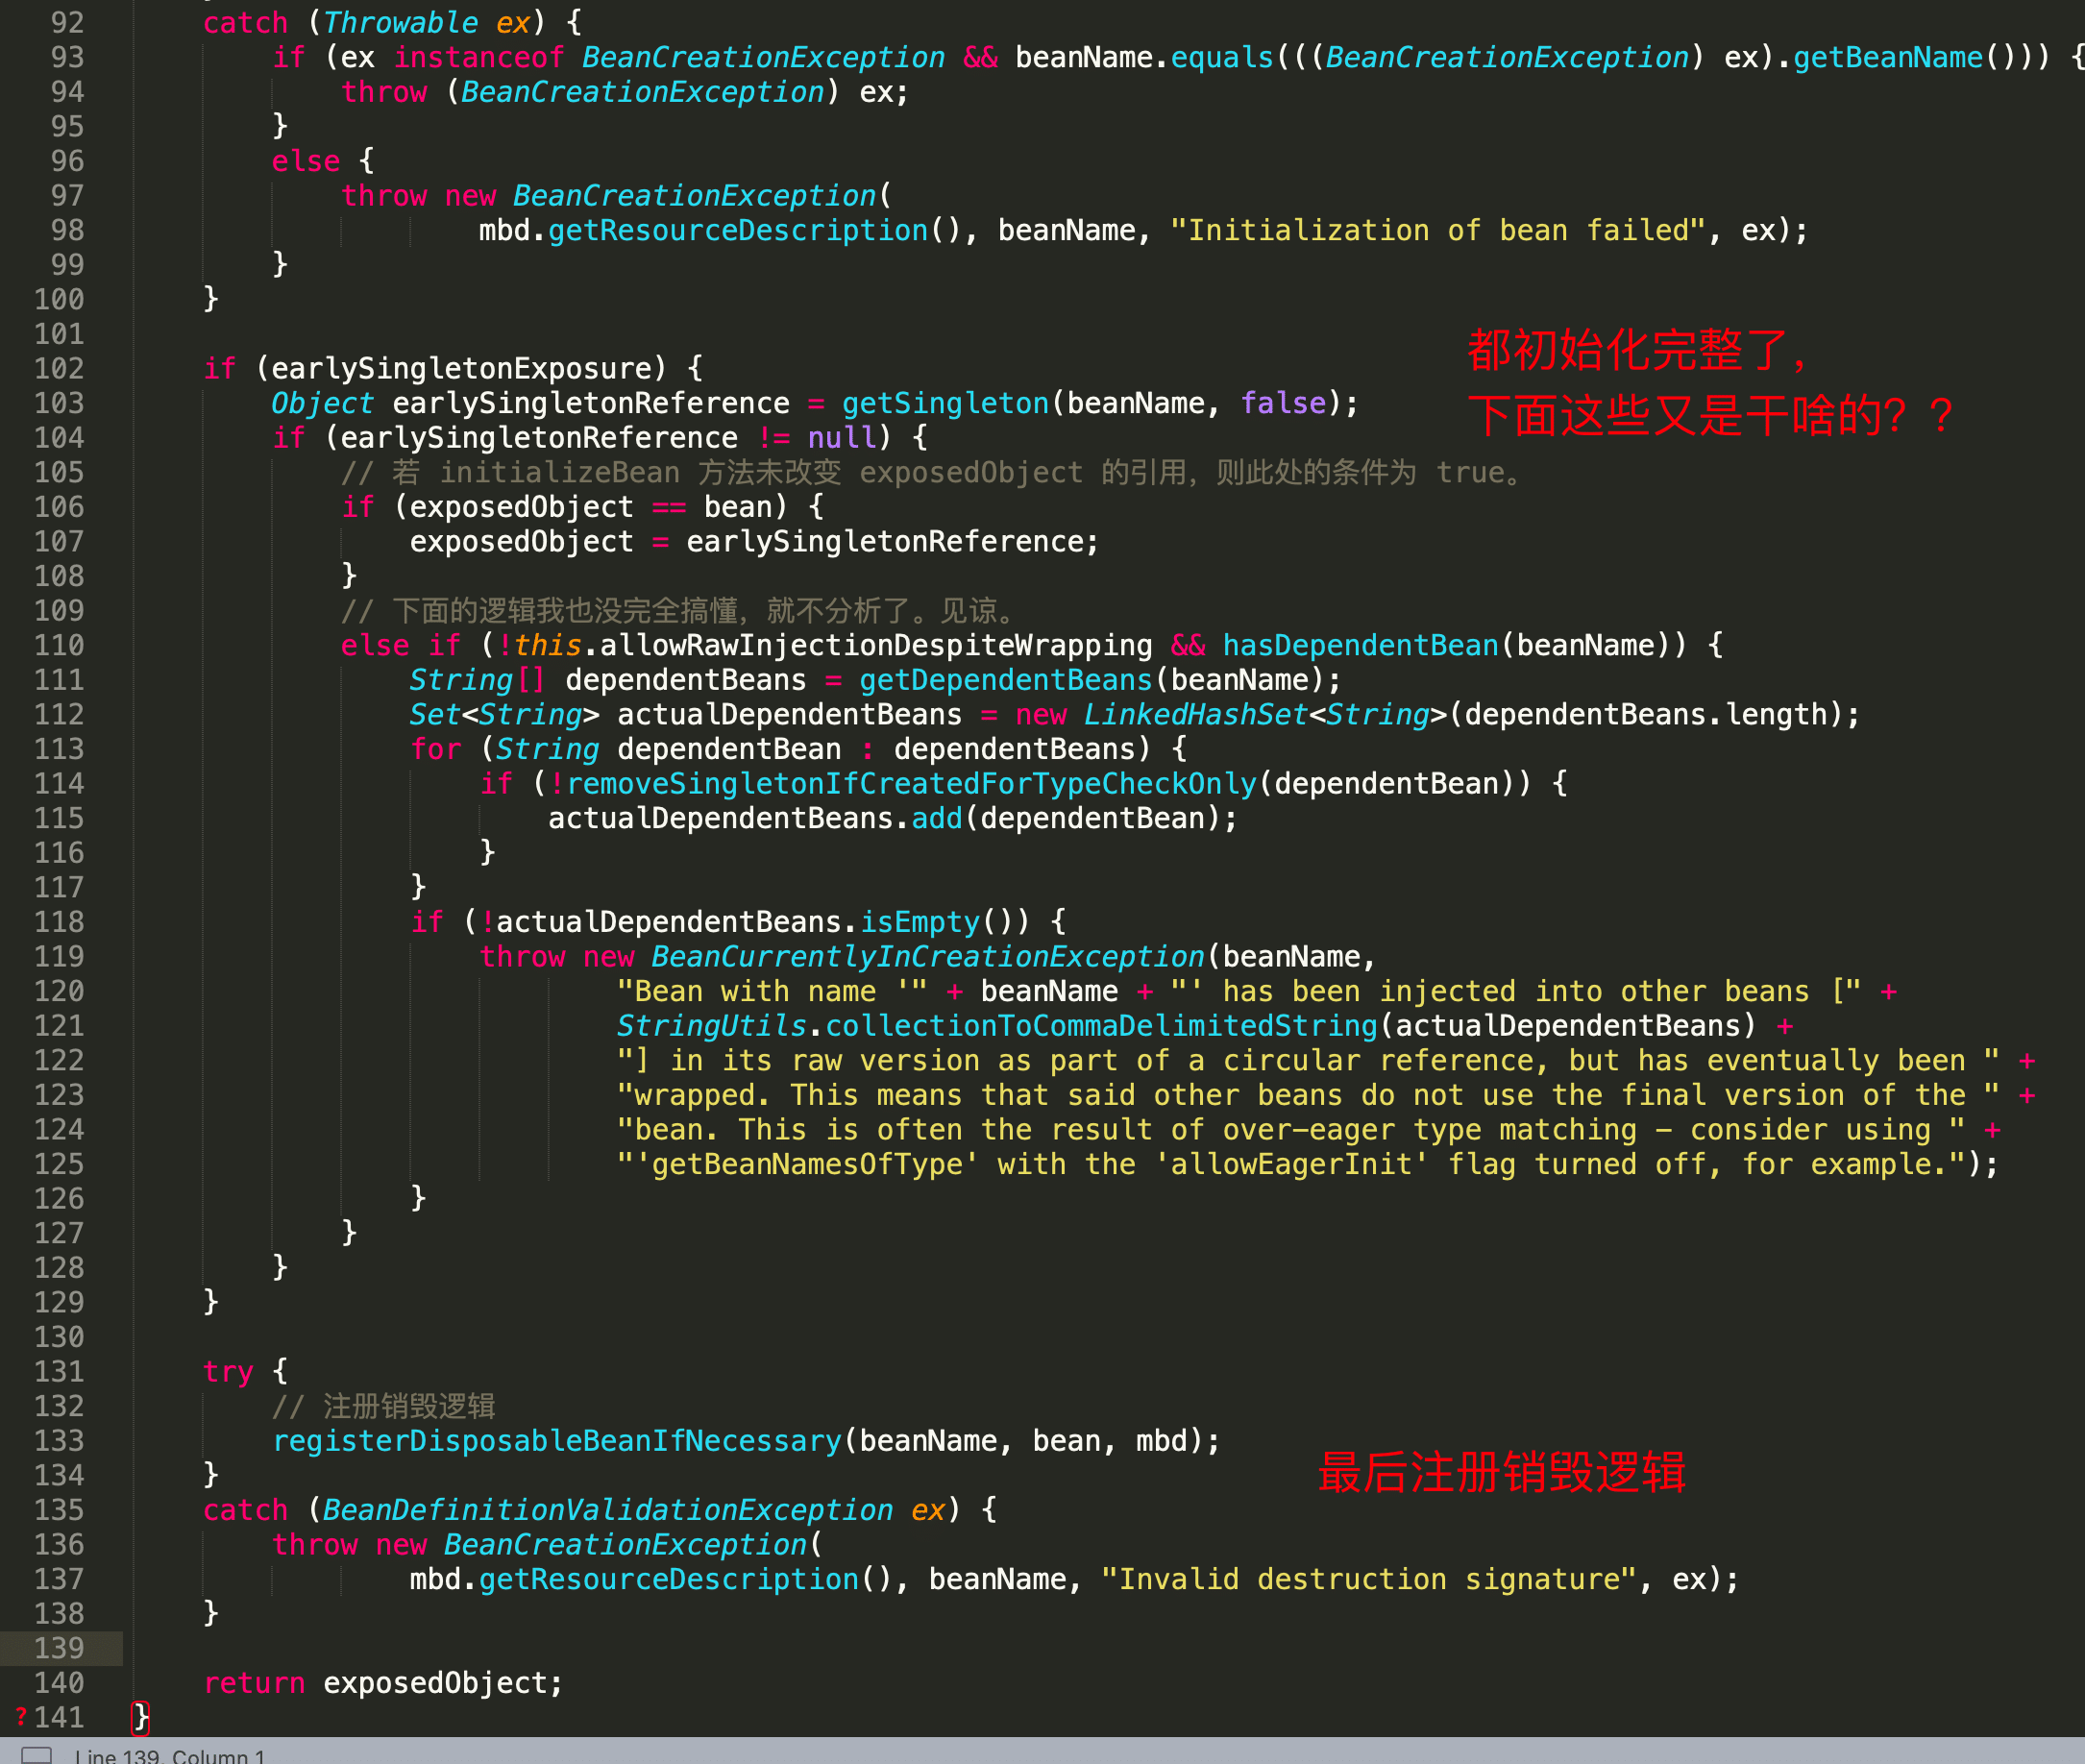 92 catch (Throwable ex) {
93 if (ex instanceof BeanCreationException && beanName.equals(((BeanCreationException) ex).getBeanName())) {
94 throw (BeanCreationException) ex;
95 }
96 else {
97 throw new BeanCreationException(
98 mbd.getResourceDescription(), beanName, "Initialization of bean failed", ex);
99 }
100 }
101
都初始化完整了，
102 if (earlySingletonExposure) {
103 Object earlySingletonReference = getSingleton(beanName, false);
下面这些又是干啥的？？
104 if (earlySingletonReference != null) {
105 // 若 initializeBean 方法未改变 exposedObject 的引用，则此处的条件为 true。
106 if (exposedObject == bean) {
107 exposedObject = earlySingletonReference;
108 }
109 // 下面的逻辑我也没完全搞懂，就不分析了。见谅。
110 else if (!this.allowRawInjectionDespiteWrapping && hasDependentBean(beanName)) {
111 String[] dependentBeans = getDependentBeans(beanName);
112 Set<String> actualDependentBeans = new LinkedHashSet<String>(dependentBeans.length);
113 for (String dependentBean : dependentBeans) {
114 if (!removeSingletonIfCreatedForTypeCheckOnly(dependentBean)) {
115 actualDependentBeans.add(dependentBean);
116 }
117 }
118 if (!actualDependentBeans.isEmpty()) {
119 throw new BeanCurrentlyInCreationException(beanName,
120 "Bean with name '" + beanName + "' has been injected into other beans [" +
121 StringUtils.collectionToCommaDelimitedString(actualDependentBeans) +
122 "] in its raw version as part of a circular reference, but has eventually been " +
123 "wrapped. This means that said other beans do not use the final version of the " +
124 "bean. This is often the result of over-eager type matching - consider using " +
125 "'getBeanNamesOfType' with the 'allowEagerInit' flag turned off, for example.");
126 }
127 }
128 }
129 }
130
131 try {
132 // 注册销毁逻辑
133 registerDisposableBeanIfNecessary(beanName, bean, mbd);
134 }
最后注册销毁逻辑
135 catch (BeanDefinitionValidationException ex) {
136 throw new BeanCreationException(
137 mbd.getResourceDescription(), beanName, "Invalid destruction signature", ex);
138 }
139
140 return exposedObject;
? 141 }
Line 139, Column 1